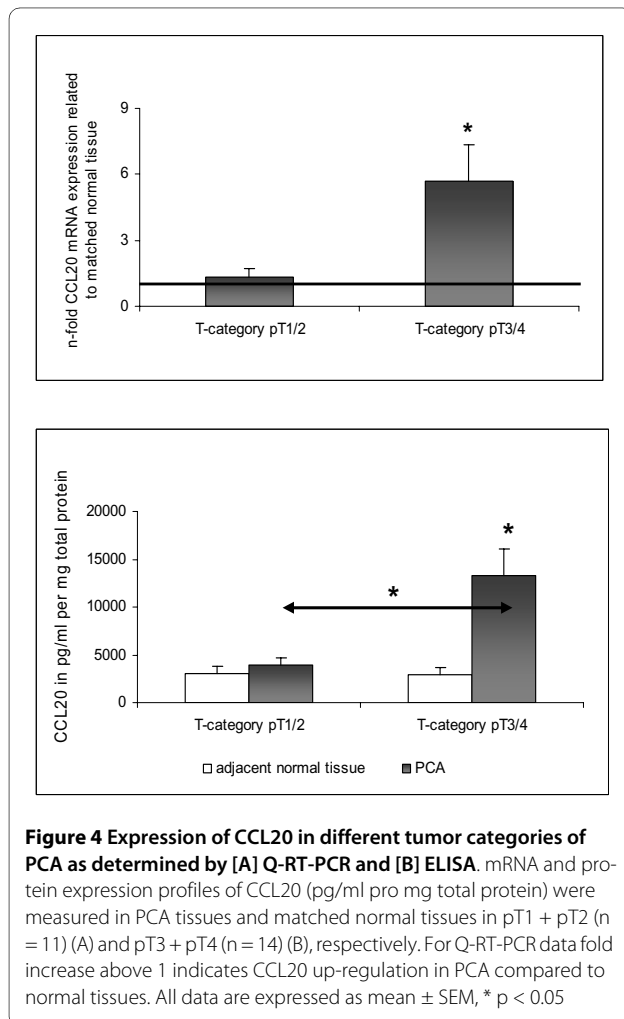 n-fold CCL20 mRNA expression related
to matched normal tissue
9
6
3
0
*
T-category pT1/2
T-category pT3/4
CCL20 in pg/ml per mg total protein
20000
15000
10000
5000
0
*
*
T-category pT1/2
T-category pT3/4
adjacent normal tissue
PCA
Figure 4 Expression of CCL20 in different tumor categories of
PCA as determined by [A] Q-RT-PCR and [B] ELISA. mRNA and pro-
tein expression profiles of CCL20 (pg/ml pro mg total protein) were
measured in PCA tissues and matched normal tissues in pT1 + pT2 (n
= 11) (A) and pT3 + pT4 (n = 14) (B), respectively. For Q-RT-PCR data fold
increase above 1 indicates CCL20 up-regulation in PCA compared to
normal tissues. All data are expressed as mean ± SEM, * p < 0.05